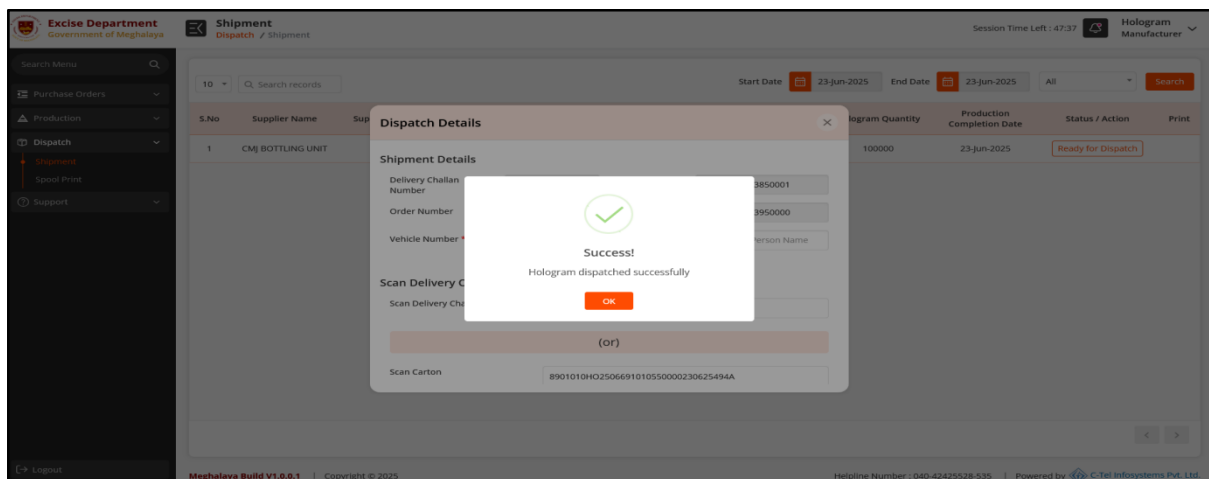 Excise Department
Government of Meghalaya
Shipment
Dispatch / Shipment
Session Time Left : 47:37
Hologram
Manufacturer
Search Menu
Purchase Orders
Production
Dispatch
Shipment
Spool Print
Support
Logout
10
Search records
Start Date
23-Jun-2025
End Date
23-Jun-2025
All
Search
S.No
Supplier Name
Sup
logram Quantity
Production
Completion Date
Status / Action
Print
1
CMJ BOTTLING UNIT
100000
23-Jun-2025
Ready for Dispatch
Dispatch Details
Shipment Details
Delivery Challan
Number
3850001
Order Number
3950000
Vehicle Number *
Person Name
Success!
Hologram dispatched successfully
OK
Scan Delivery C
Scan Delivery Cha
(or)
Scan Carton
8901010HO2506691010550000230625494A
Meghalaya Build V1.0.0.1 | Copyright © 2025
Helpline Number : 040-42425528-535 | Powered by C-Tel Infosystems Pvt. Ltd.